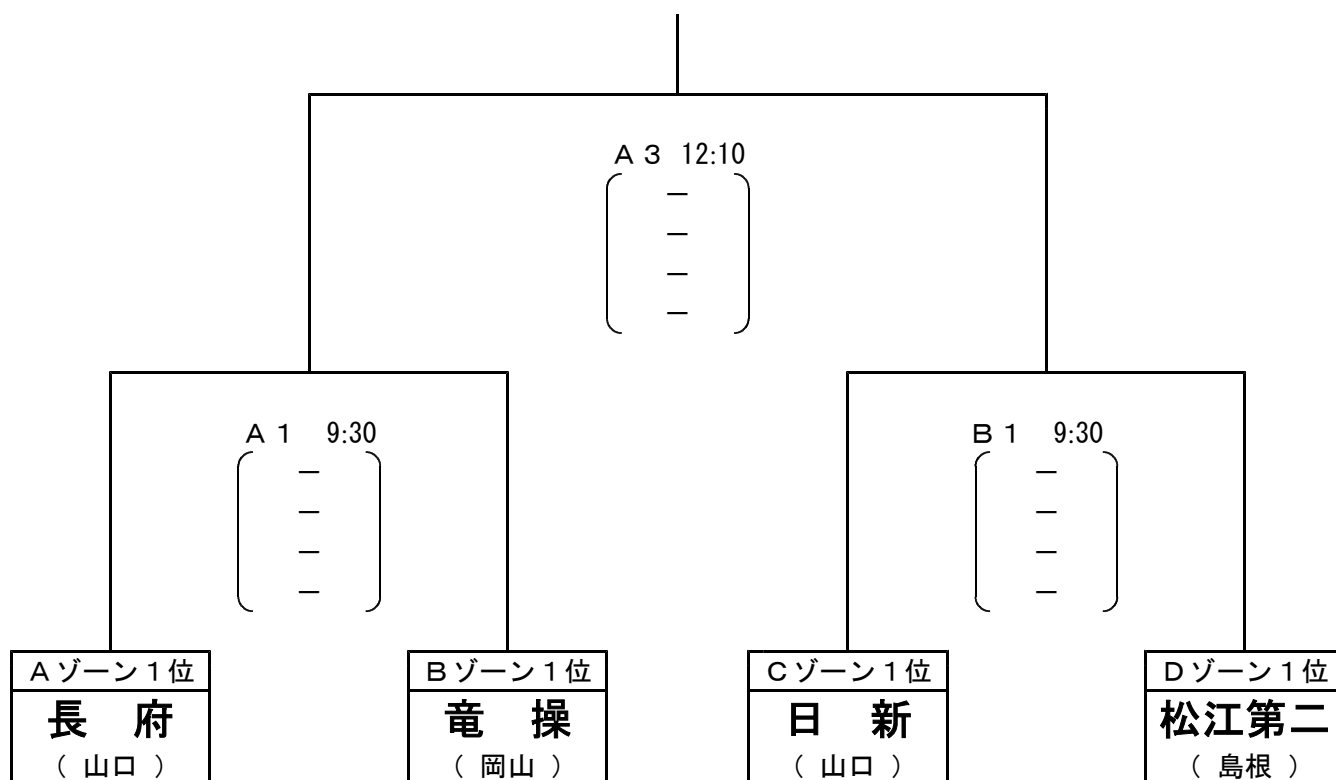 Ａ３ 12:10
－
－
－
－
Ａ１ 9:30
－
－
－
－
Ｂ１ 9:30
－
－
－
－
Ａゾーン１位
長　府
（ 山口 ）
Ｂゾーン１位
竜　操
（ 岡山 ）
Ｃゾーン１位
日　新
（ 山口 ）
Ｄゾーン１位
松江第二
（ 島根 ）